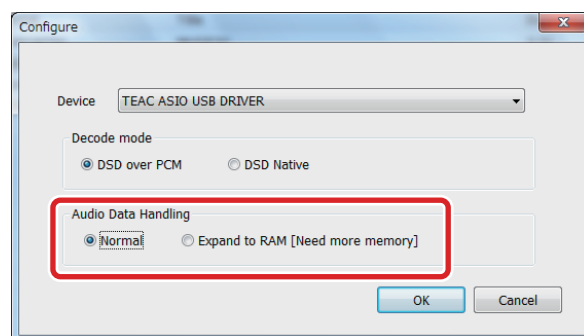 Configure
Device TEAC ASIO USB DRIVER
Decode mode
DSD over PCM DSD Native
Audio Data Handling
Normal Expand to RAM [Need more memory]
OK Cancel